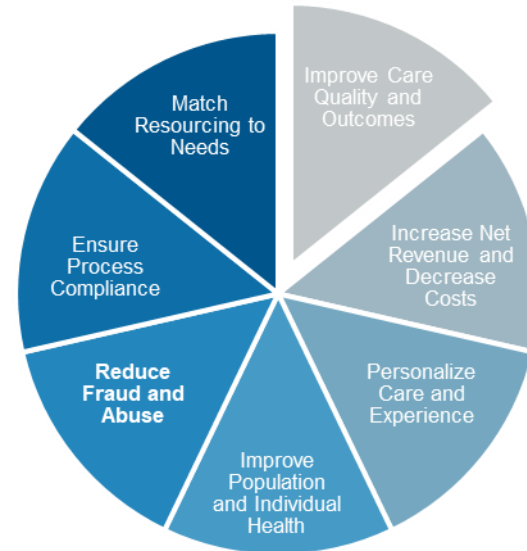 Improve Care
Quality and
Outcomes
Increase Net
Revenue and
Decrease
Costs
Personalize
Care and
Experience
Improve
Population
and Individual
Health
Reduce
Fraud and
Abuse
Ensure
Process
Compliance
Match
Resourcing to
Needs